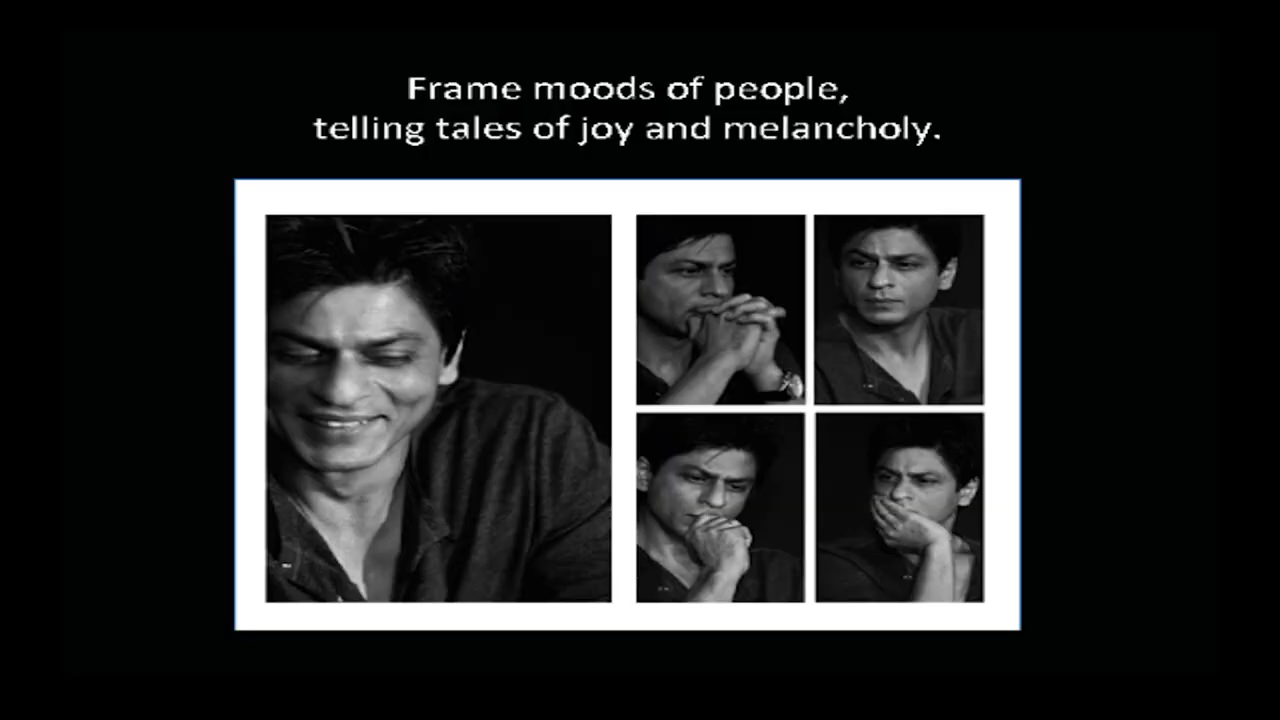 Frame moods of people,
telling tales of joy and melancholy.